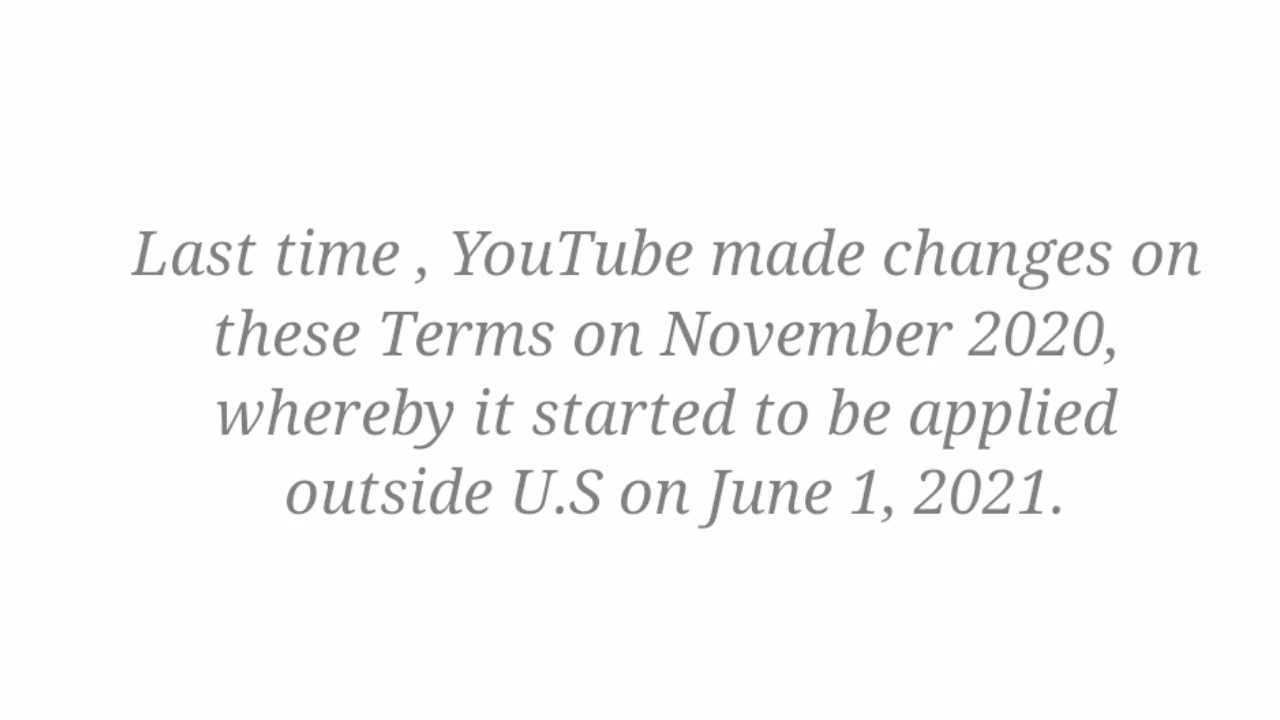 Last time , YouTube made changes on
these Terms on November 2020,
whereby it started to be applied
outside U.S on June 1, 2021.